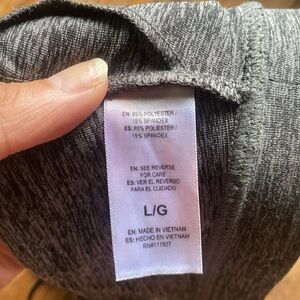 EN: 85% POLYESTER /
15% SPANDEX
ES: 85% POLIESTER /
15% SPANDEX
EN: SEE REVERSE
FOR CARE
ES: VER EL REVERSO
PARA EL CUIDADO
L/G
EN: MADE IN VIETNAM
ES: HECHO EN VIETNAM
RN#117927